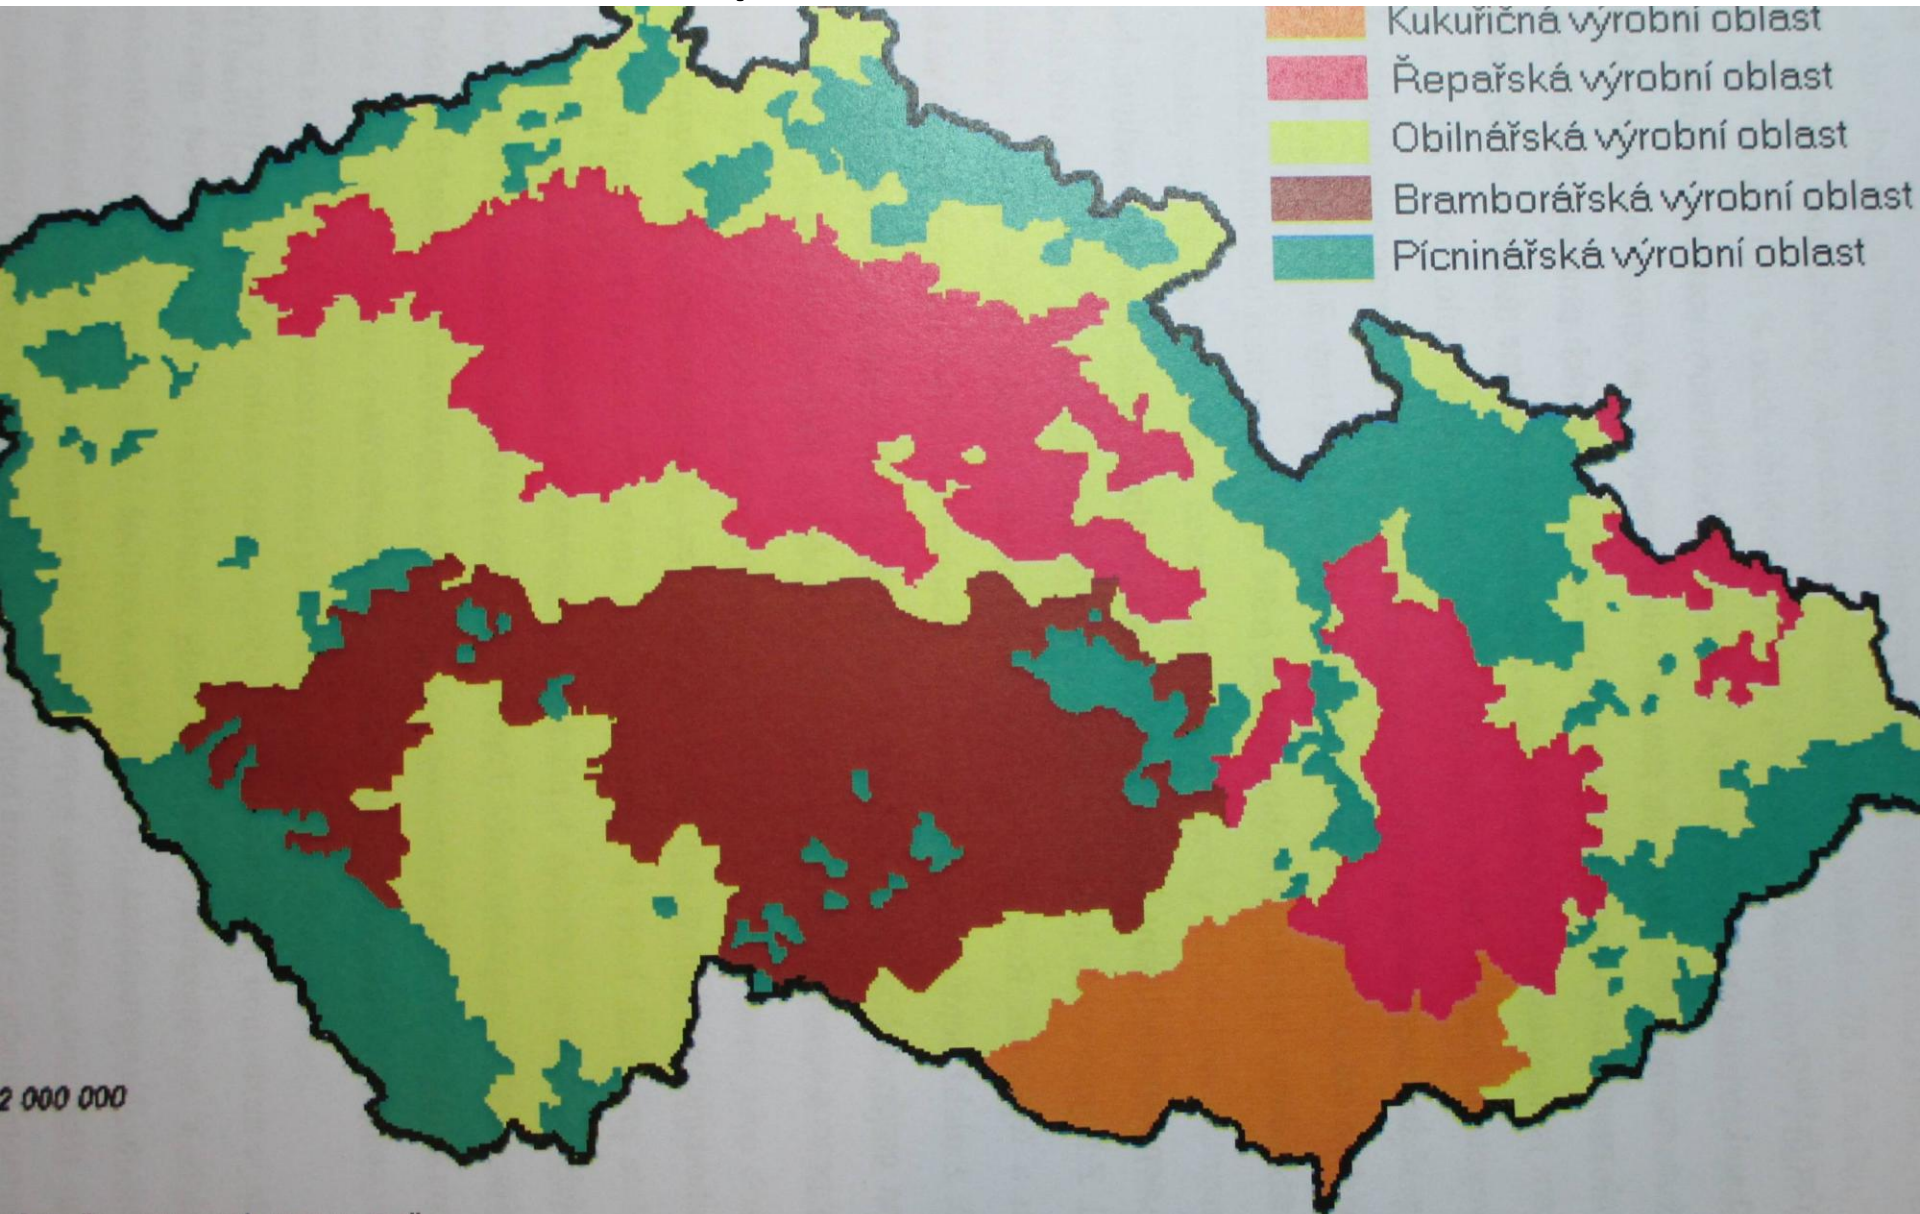 Kukuřičná výrobní oblast
Řepařská výrobní oblast
Obilnářská výrobní oblast
Bramborářská výrobní oblast
Pícninářská výrobní oblast
2 000 000